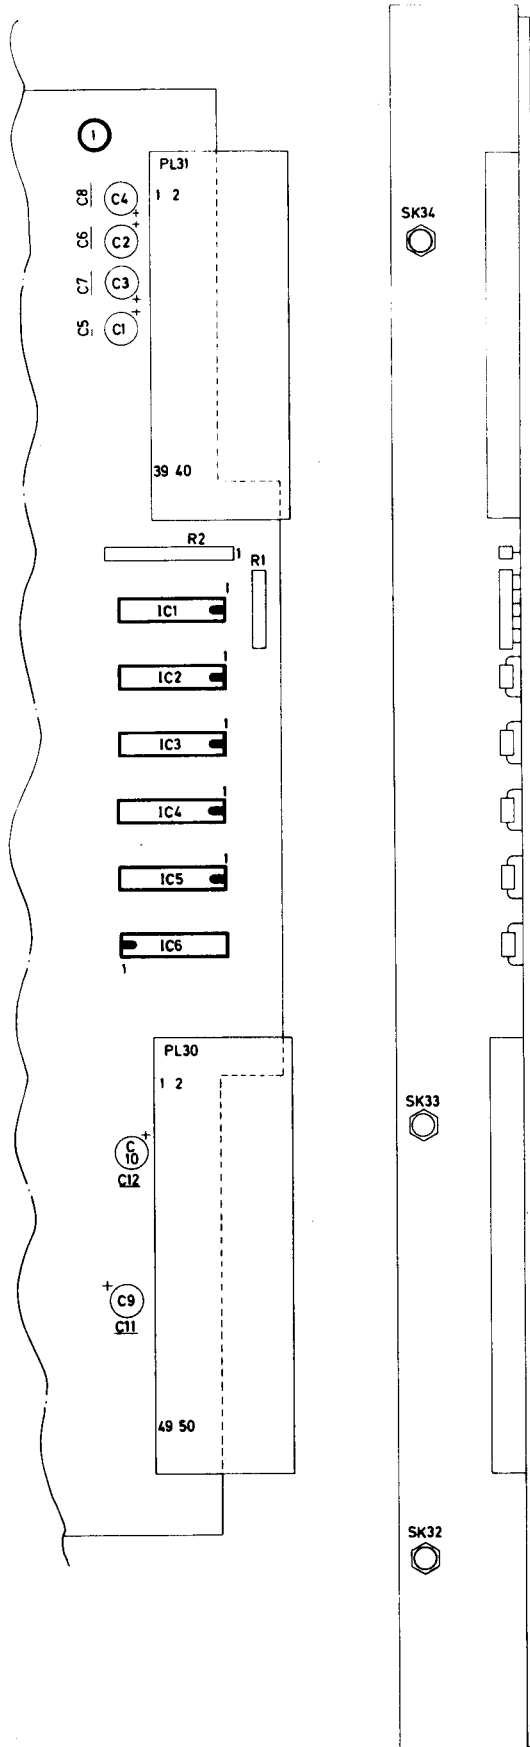 1
PL31
1 2
C8
C4
+
C6
C2
+
C7
C3
+
C5
C1
+
39 40
SK34
R2
1
R1
1
IC1
1
IC2
1
IC3
1
IC4
1
IC5
IC6
1
PL30
1 2
SK33
+
C
10
C12
+
C9
C11
49 50
SK32